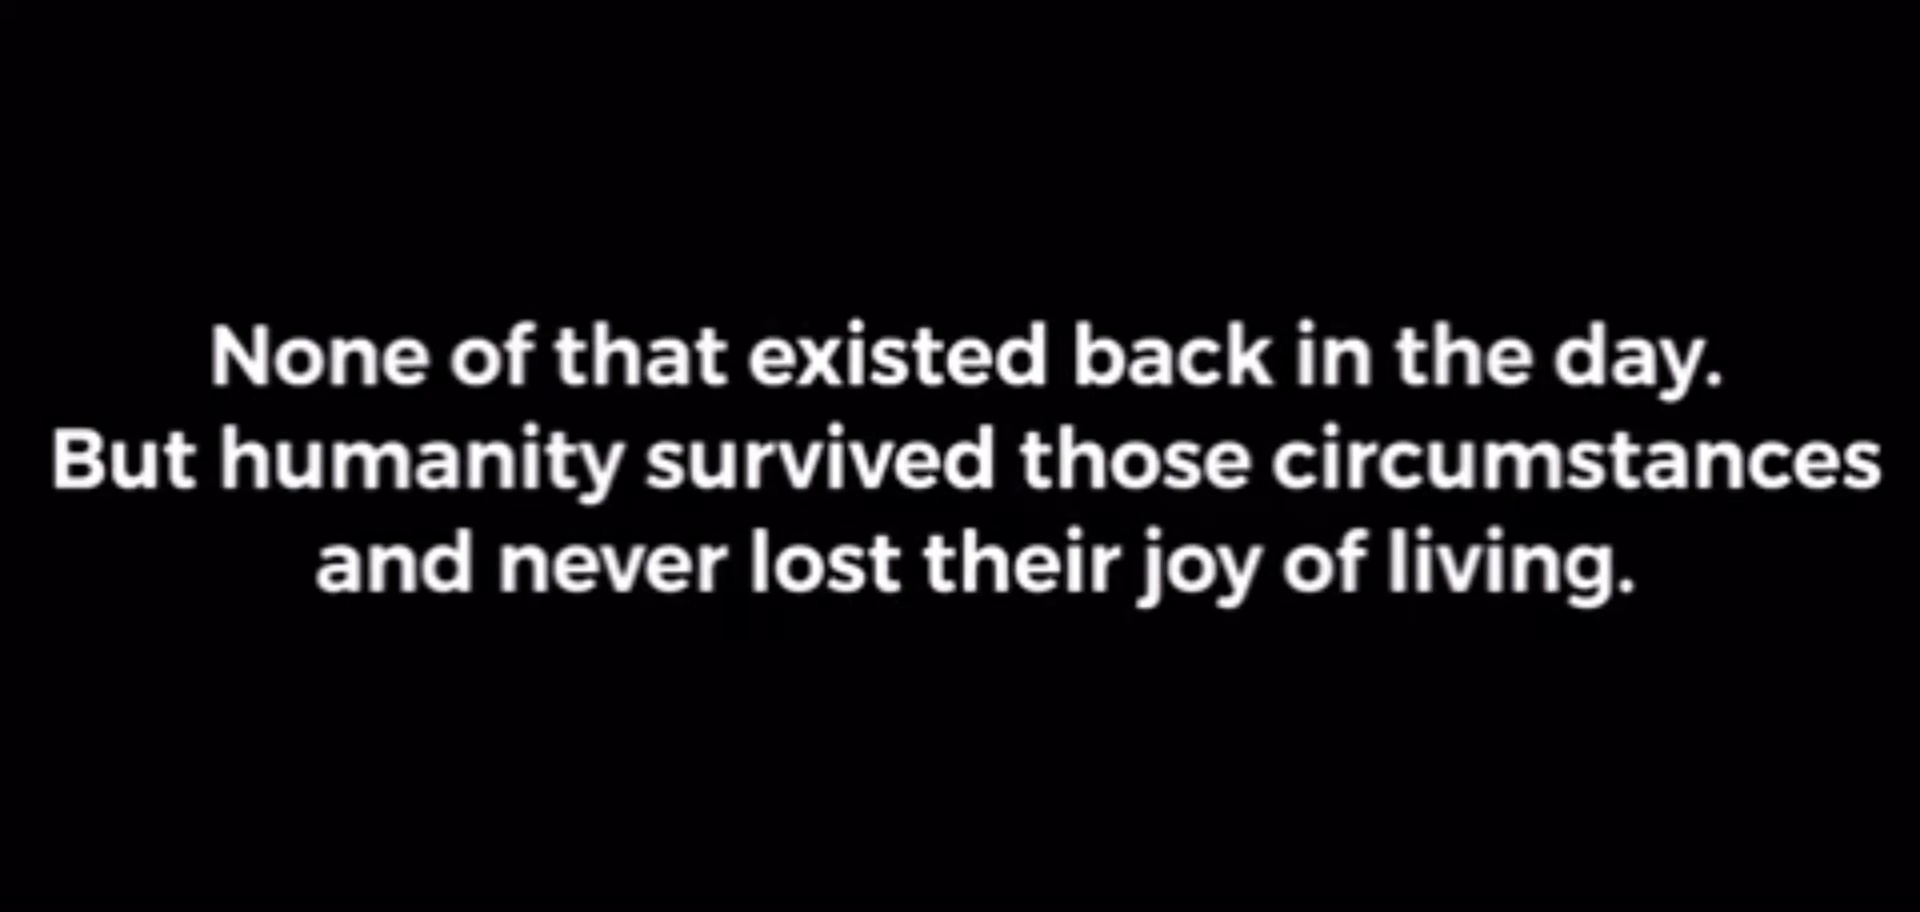 None of that existed back in the day.
But humanity survived those circumstances
and never lost their joy of living.